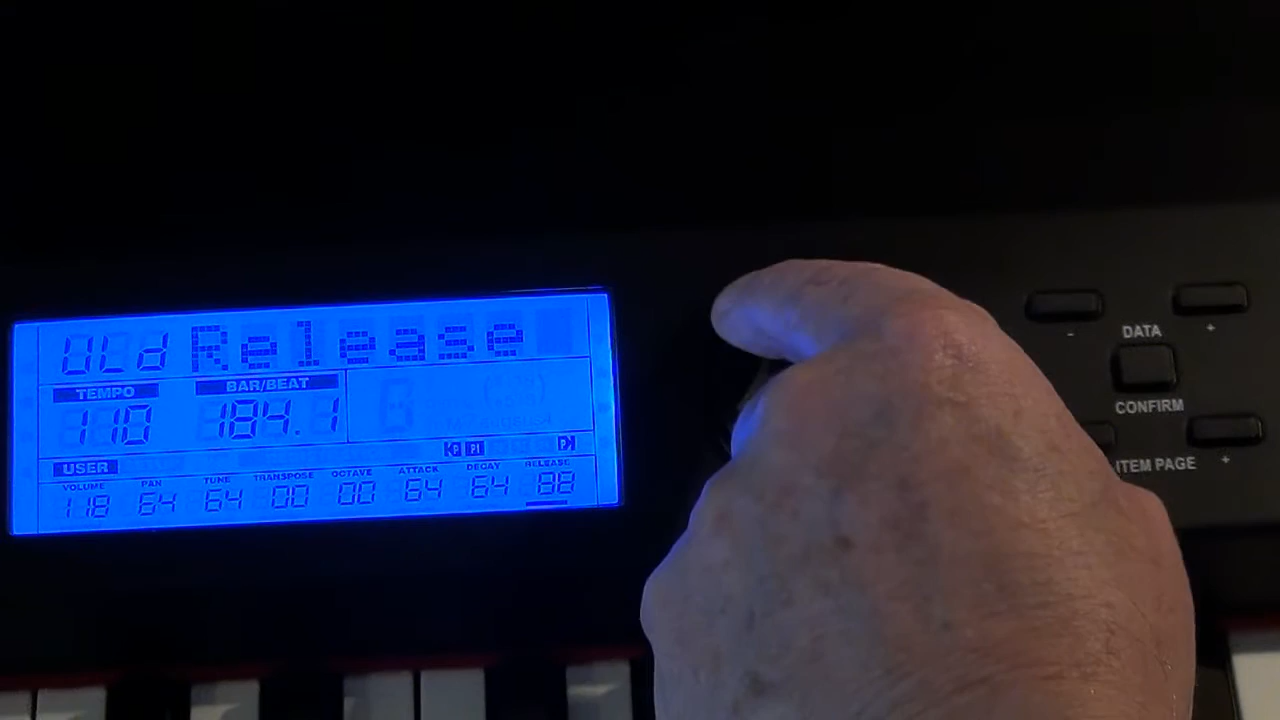 Release
TEMPO
BAR/BEAT
110
184.1
USER
VOLUME PAN TUNE TRANSPOSE OCTAVE ATTACK DECAY RELEASE
118 64 64 00 00 64 64 88
- +
DATA
CONFIRM
ITEM PAGE +